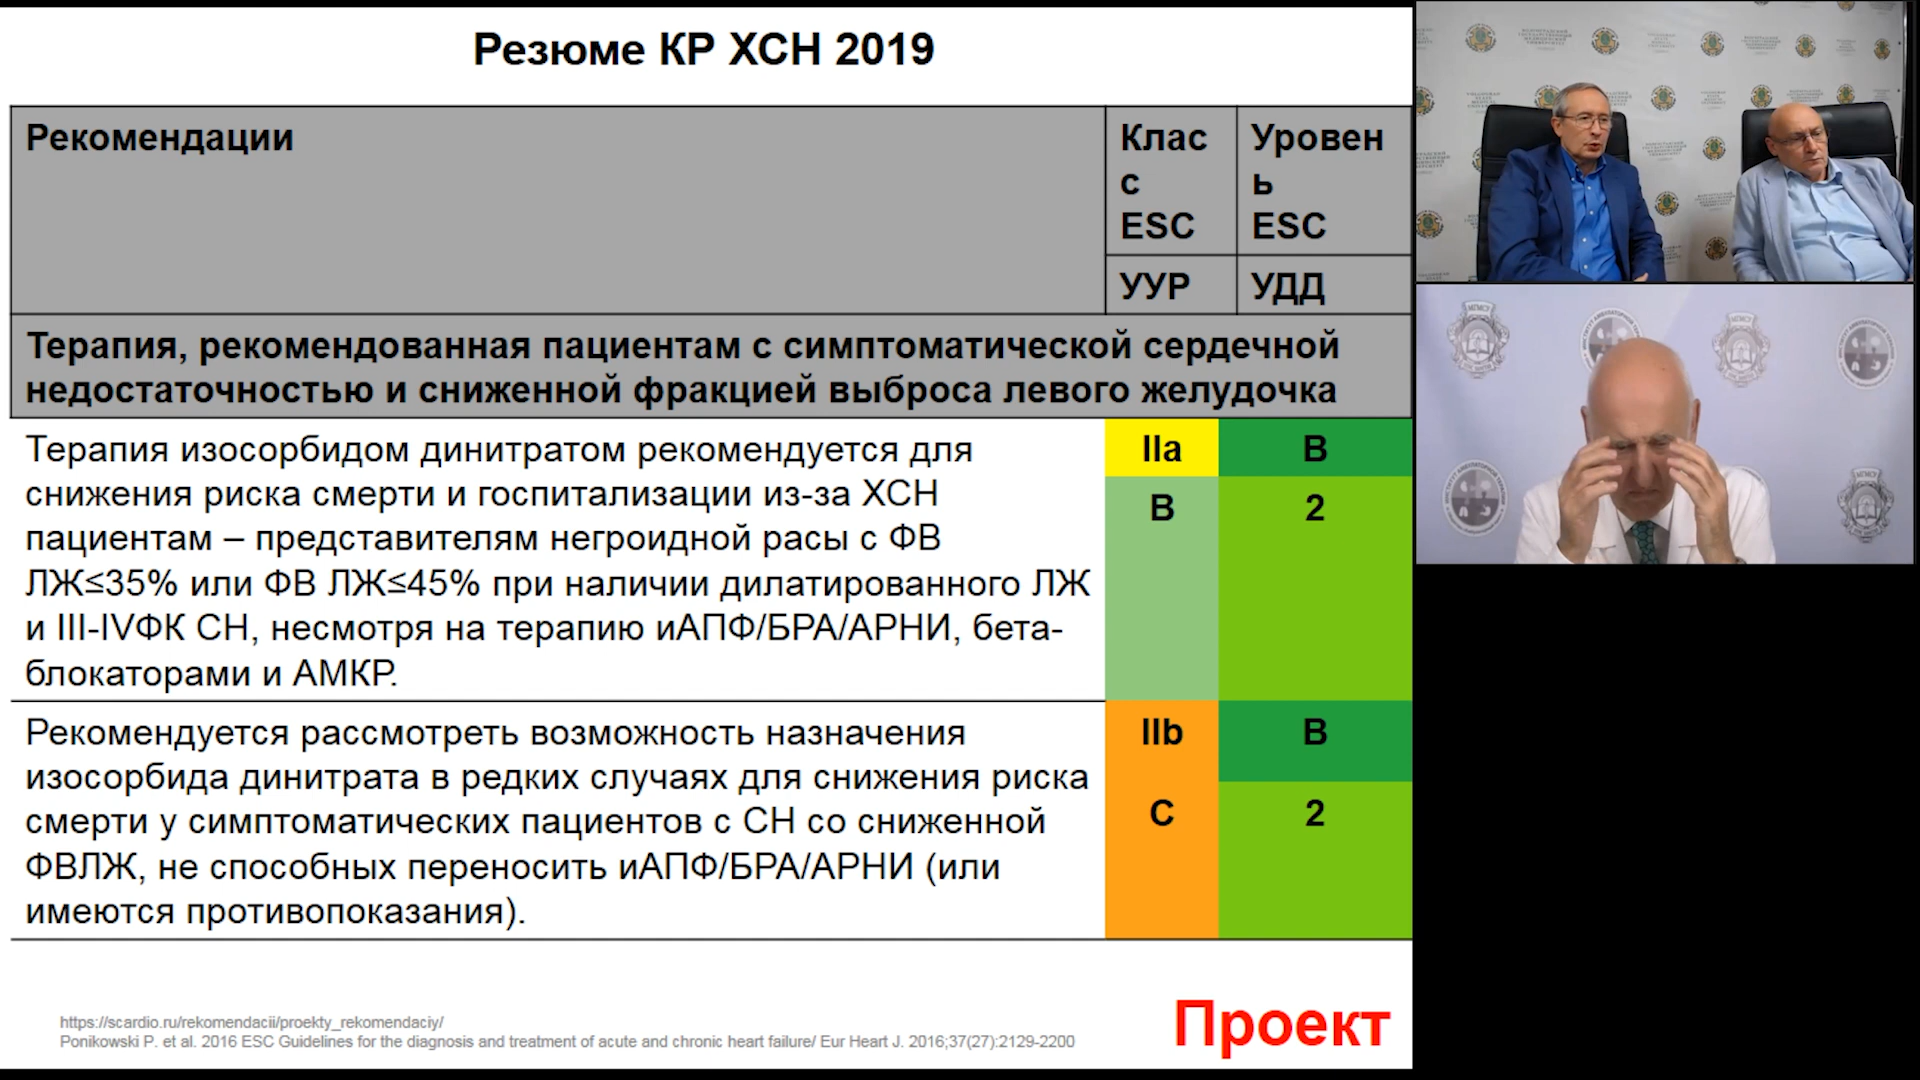 Резюме КР ХСН 2019
Рекомендации
Клас
с
ESC
Уровен
ь
ESC
УУР
УДД
Терапия, рекомендованная пациентам с симптоматической сердечной
недостаточностью и сниженной фракцией выброса левого желудочка
Терапия изосорбидом динитратом рекомендуется для
снижения риска смерти и госпитализации из-за ХСН
пациентам – представителям негроидной расы с ФВ
ЛЖ≤35% или ФВ ЛЖ≤45% при наличии дилатированного ЛЖ
и III-IVФК СН, несмотря на терапию иАПФ/БРА/АРНИ, бета-
блокаторами и АМКР.
IIa
B
B
2
Рекомендуется рассмотреть возможность назначения
изосорбида динитрата в редких случаях для снижения риска
смерти у симптоматических пациентов с СН со сниженной
ФВЛЖ, не способных переносить иАПФ/БРА/АРНИ (или
имеются противопоказания).
IIb
B
C
2
https://scardio.ru/rekomendacii/proekty_rekomendaciy/
Ponikowski P. et al. 2016 ESC Guidelines for the diagnosis and treatment of acute and chronic heart failure/ Eur Heart J. 2016;37(27):2129-2200
Проект